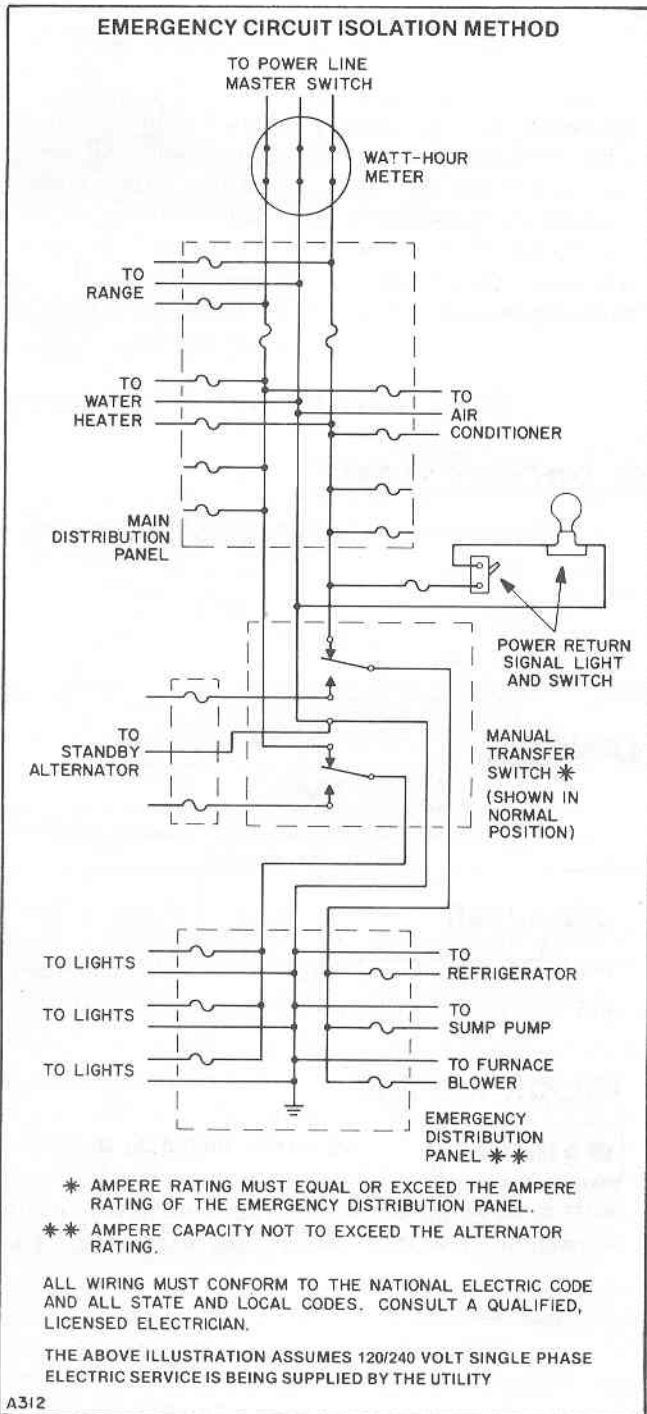 EMERGENCY CIRCUIT ISOLATION METHOD
TO POWER LINE
MASTER SWITCH
WATT-HOUR
METER
TO
RANGE
TO
WATER
HEATER
TO
AIR
CONDITIONER
MAIN
DISTRIBUTION
PANEL
POWER RETURN
SIGNAL LIGHT
AND SWITCH
TO
STANDBY
ALTERNATOR
MANUAL
TRANSFER
SWITCH *
(SHOWN IN
NORMAL
POSITION)
TO LIGHTS
TO
REFRIGERATOR
TO LIGHTS
TO
SUMP PUMP
TO LIGHTS
TO FURNACE
BLOWER
EMERGENCY
DISTRIBUTION
PANEL * *
* AMPERE RATING MUST EQUAL OR EXCEED THE AMPERE
RATING OF THE EMERGENCY DISTRIBUTION PANEL.
* * AMPERE CAPACITY NOT TO EXCEED THE ALTERNATOR
RATING.
ALL WIRING MUST CONFORM TO THE NATIONAL ELECTRIC CODE
AND ALL STATE AND LOCAL CODES. CONSULT A QUALIFIED,
LICENSED ELECTRICIAN.
THE ABOVE ILLUSTRATION ASSUMES 120/240 VOLT SINGLE PHASE
ELECTRIC SERVICE IS BEING SUPPLIED BY THE UTILITY
A312